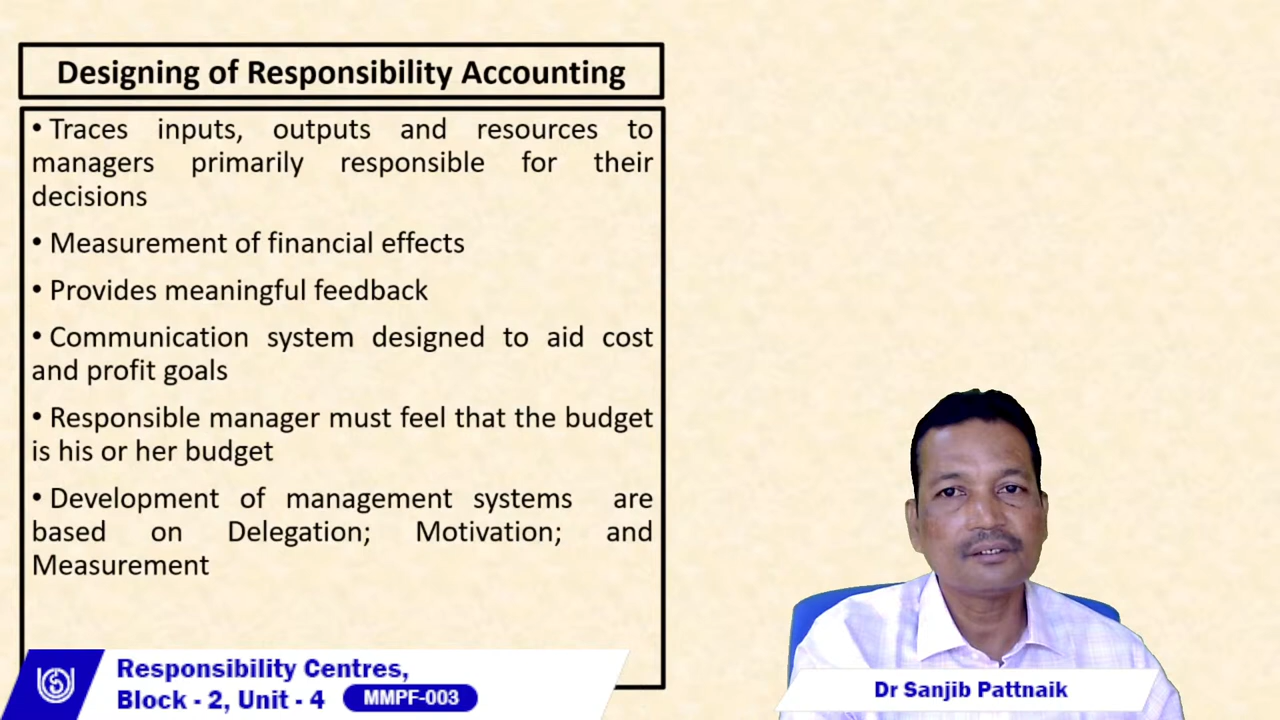 Designing of Responsibility Accounting
• Traces inputs, outputs and resources to
managers primarily responsible for their
decisions
• Measurement of financial effects
• Provides meaningful feedback
• Communication system designed to aid cost
and profit goals
• Responsible manager must feel that the budget
is his or her budget
• Development of management systems are
based on Delegation; Motivation; and
Measurement
Responsibility Centres,
Block - 2, Unit - 4 MMPF-003
Dr Sanjib Pattnaik